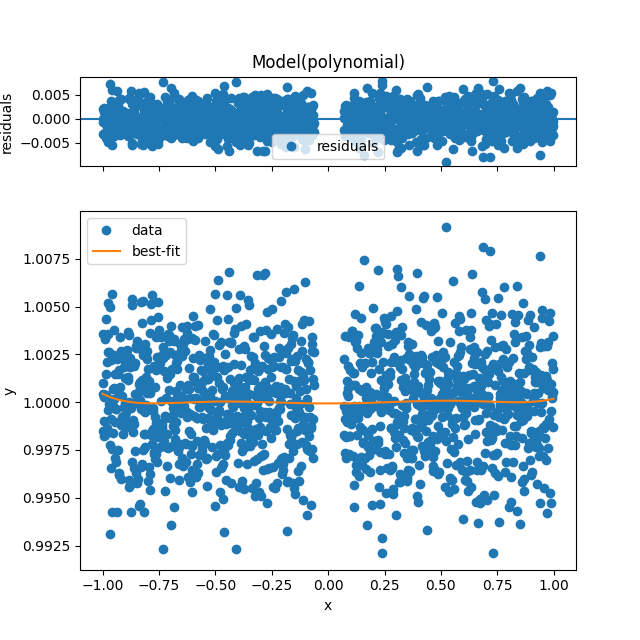 Model(polynomial)
residuals
0.005
0.000
−0.005
residuals
data
best-fit
y
1.0075
1.0050
1.0025
1.0000
0.9975
0.9950
0.9925
−1.00 −0.75 −0.50 −0.25 0.00 0.25 0.50 0.75 1.00
x